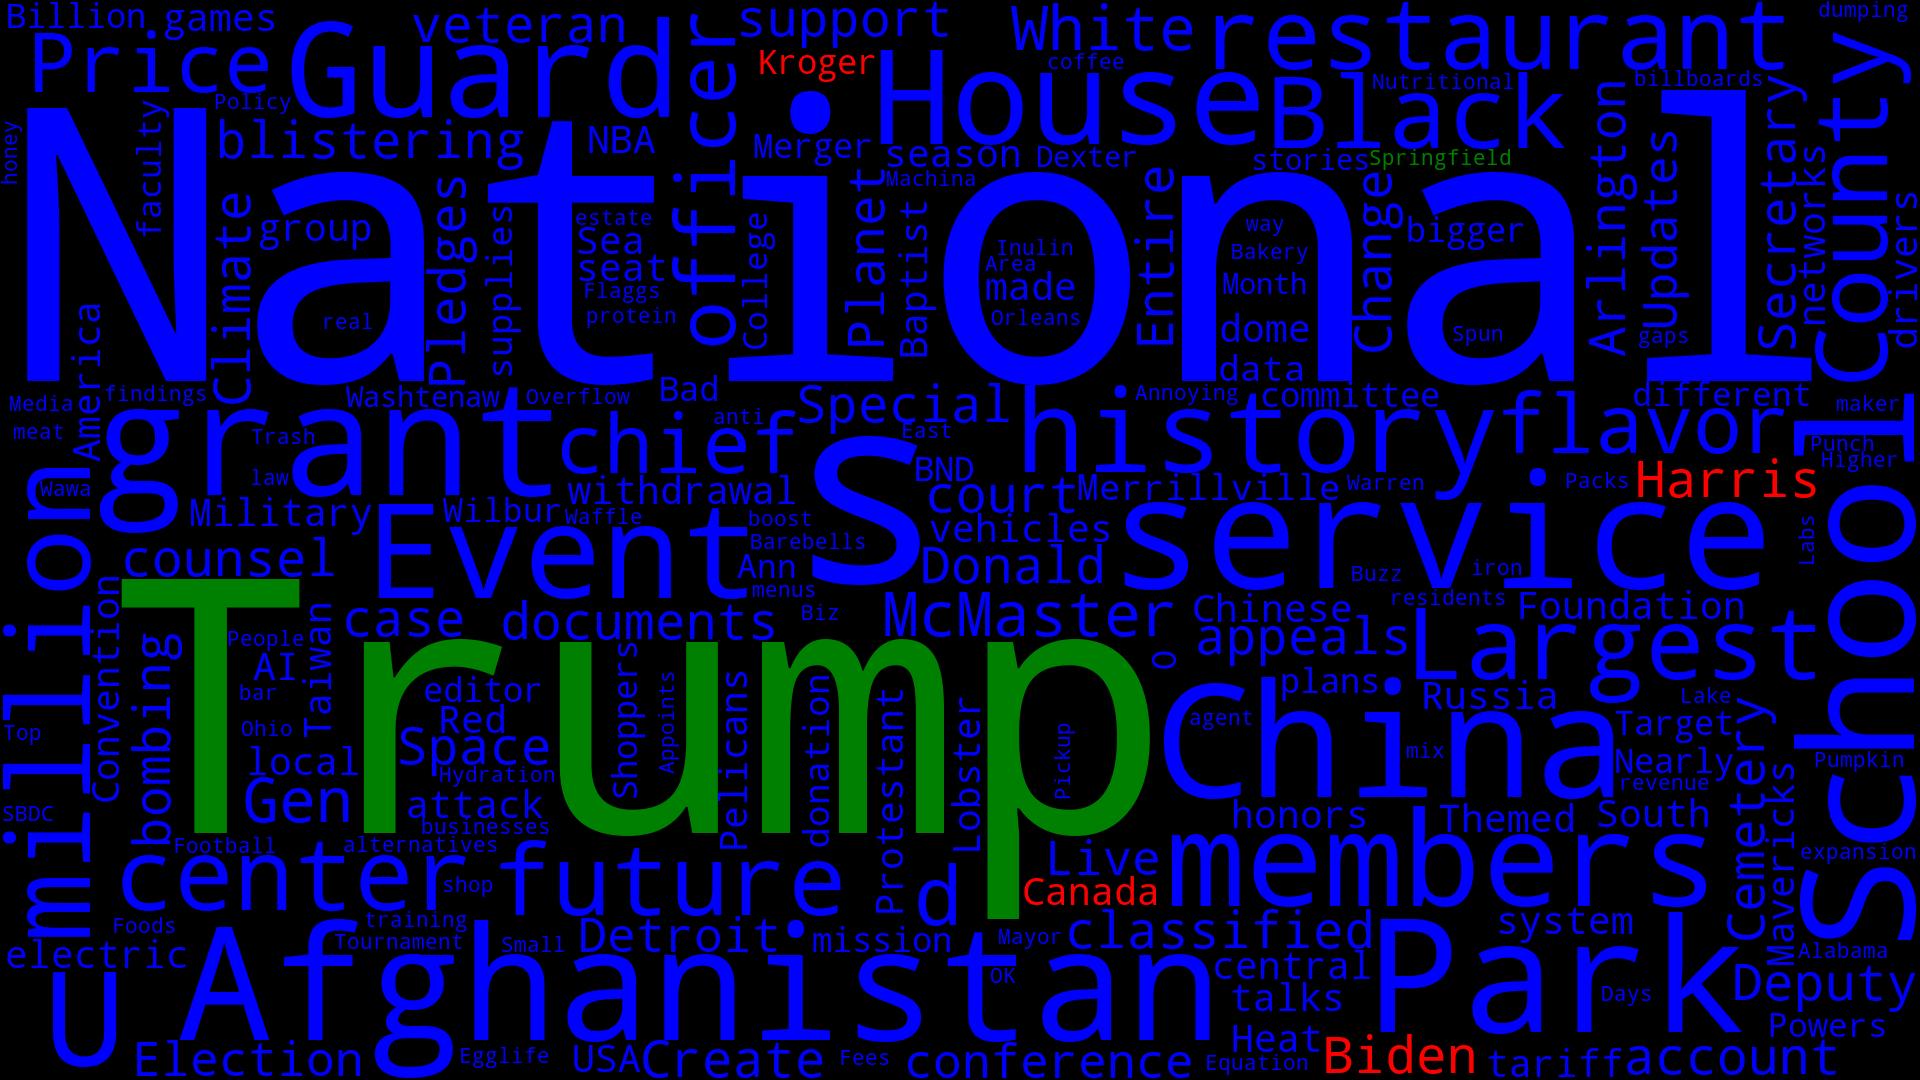 Billion games veteran support White restaurant dumping
Price Guard officer Kroger House coffee Black Nutritional billboards County
honey faculty Policy blistering NBA Merger season Dexter stories Springfield Arlington Updates Secretary networks drivers
National
climate group Pledges supplies estate Machina Planet Baptist Entire Change bigger
Sea seat Flaggs protein College Inulin Area made Orleans way Bakery Month dome data Spun gaps real
America findings Washtenaw Overflow Bad Annoying committee different
Media meat Trash law grant chief anti Special East history flavor maker Punch Higher
million Wawa Military Wilbur Waffle withdrawal boost BND court Merrillville Warren Packs Harris School
counsel Event Barebells s vehicles Donald service Labs
Ann menus Buzz iron residents
Convention case documents Biz McMaster Chinese Foundation
Trump
bombing People AI Taiwan editor Shoppers Appoints O appeals Largest
bar Ohio Red Space Pelicans donation Protestant Lobster Pickup China plans Russia Lake
Top local Hydration agent mix Target Nearly revenue Pumpkin
SBDC Gen attack businesses honors Themed South Cemetery Mavericks
Football alternatives center shop future d Live members expansion
Canada
Foods training Tournament Small Detroit mission Mayor classified system Alabama
electric U Afghanistan OK central talks Park Days Deputy
Powers
Election Egglife USA Create Fees conference Heat Equation Biden tariff account